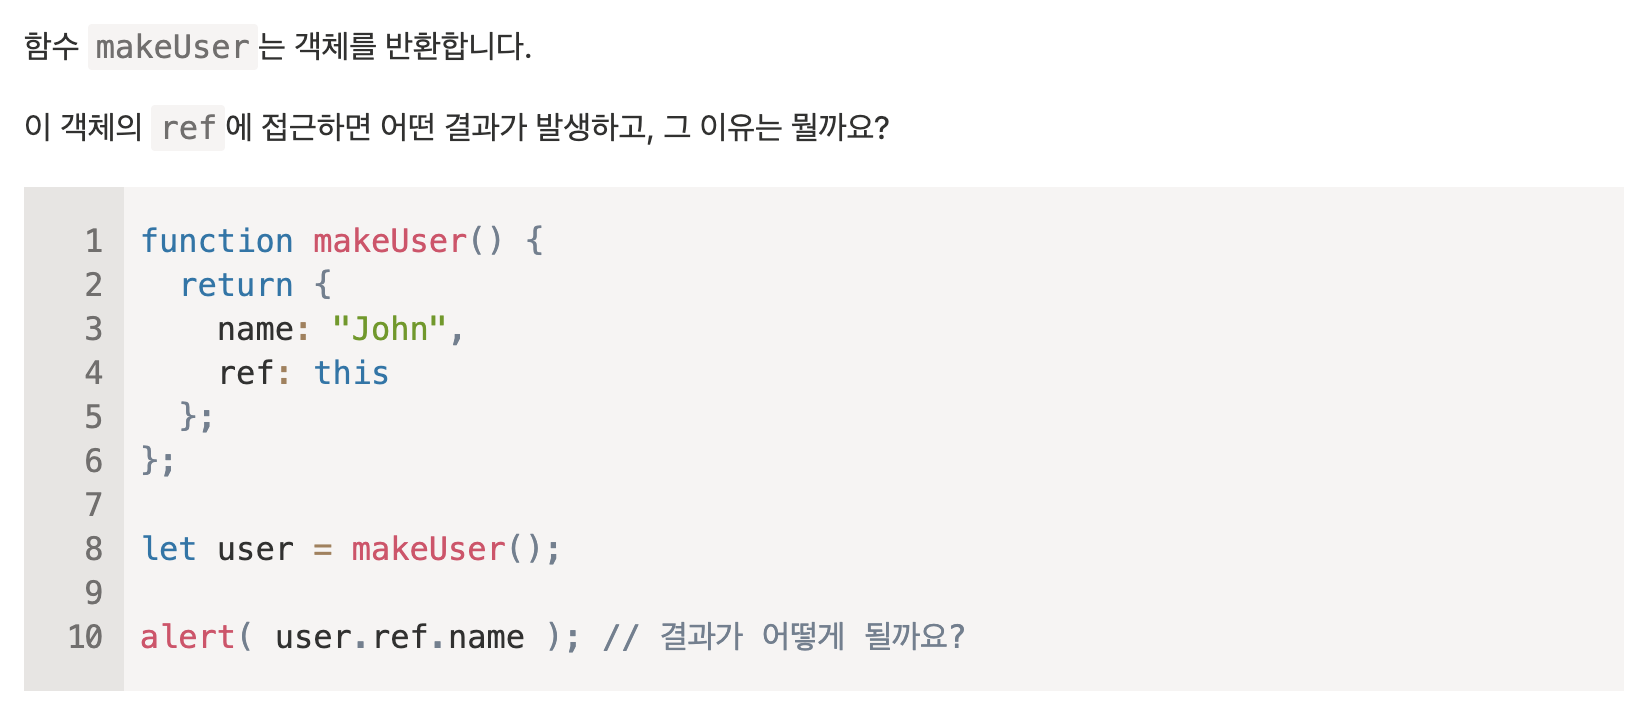 함수 makeUser는 객체를 반환합니다.
이 객체의 ref에 접근하면 어떤 결과가 발생하고, 그 이유는 뭘까요?
1 function makeUser() {
2   return {
3     name: "John",
4     ref: this
5   };
6 };
7
8 let user = makeUser();
9
10 alert( user.ref.name ); // 결과가 어떻게 될까요?